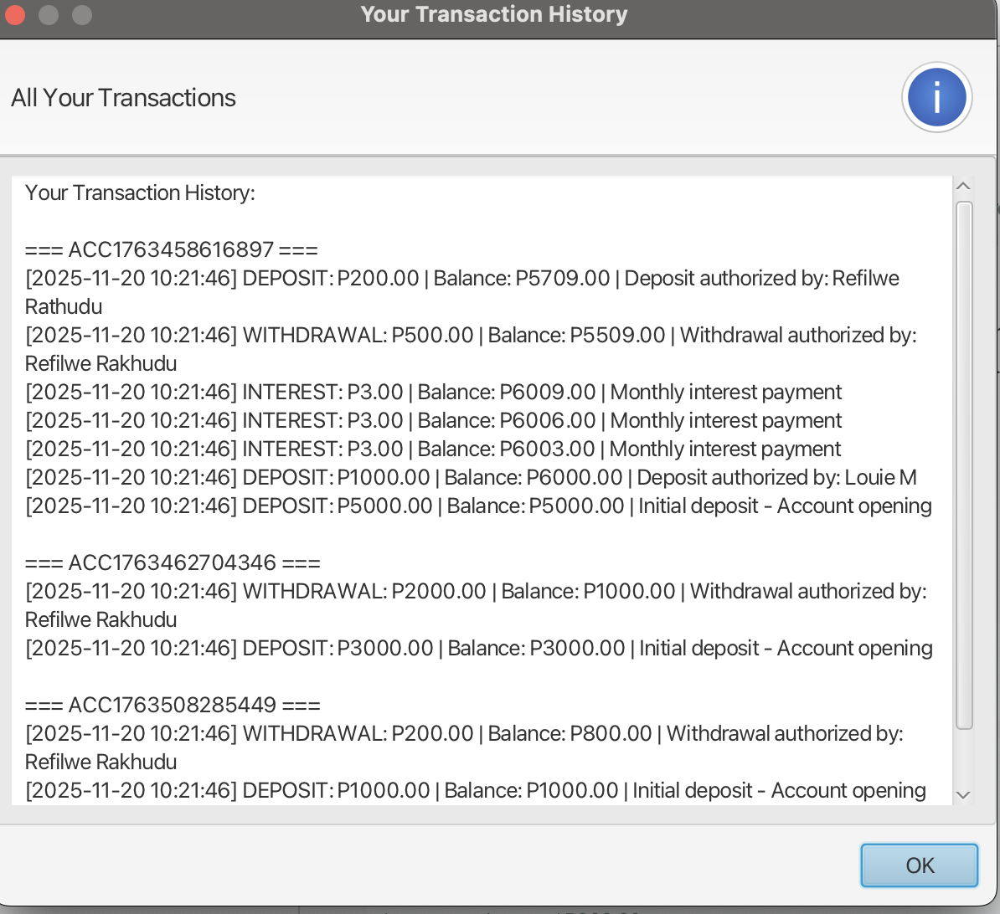 Your Transaction History
All Your Transactions
i
Your Transaction History:
=== ACC1763458616897 ===
[2025-11-20 10:21:46] DEPOSIT: P200.00 | Balance: P5709.00 | Deposit authorized by: Refilwe
Rathudu
[2025-11-20 10:21:46] WITHDRAWAL: P500.00 | Balance: P5509.00 | Withdrawal authorized by:
Refilwe Rakhudu
[2025-11-20 10:21:46] INTEREST: P3.00 | Balance: P6009.00 | Monthly interest payment
[2025-11-20 10:21:46] INTEREST: P3.00 | Balance: P6006.00 | Monthly interest payment
[2025-11-20 10:21:46] INTEREST: P3.00 | Balance: P6003.00 | Monthly interest payment
[2025-11-20 10:21:46] DEPOSIT: P1000.00 | Balance: P6000.00 | Deposit authorized by: Louie M
[2025-11-20 10:21:46] DEPOSIT: P5000.00 | Balance: P5000.00 | Initial deposit - Account opening
=== ACC1763462704346 ===
[2025-11-20 10:21:46] WITHDRAWAL: P2000.00 | Balance: P1000.00 | Withdrawal authorized by:
Refilwe Rakhudu
[2025-11-20 10:21:46] DEPOSIT: P3000.00 | Balance: P3000.00 | Initial deposit - Account opening
=== ACC1763508285449 ===
[2025-11-20 10:21:46] WITHDRAWAL: P200.00 | Balance: P800.00 | Withdrawal authorized by:
Refilwe Rakhudu
[2025-11-20 10:21:46] DEPOSIT: P1000.00 | Balance: P1000.00 | Initial deposit - Account opening
OK